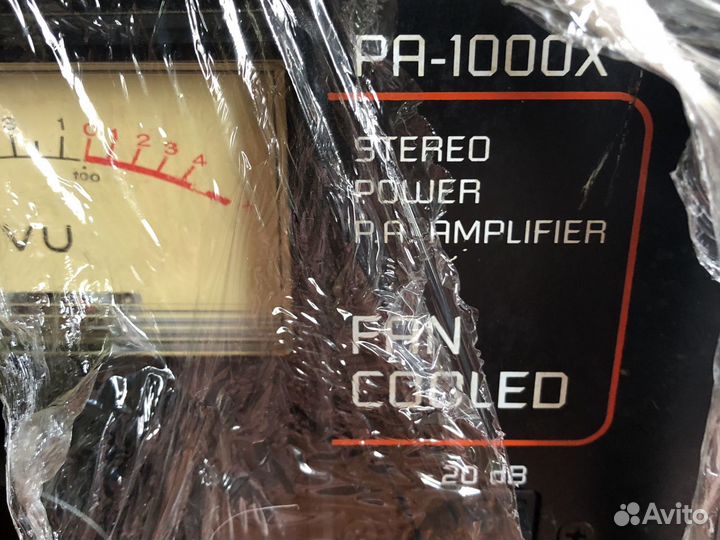 PA-1000X
1 0 1 2 3 4
100
VU
STEREO
POWER
P.A. AMPLIFIER
FAN
COOLED
20 dB
Avito